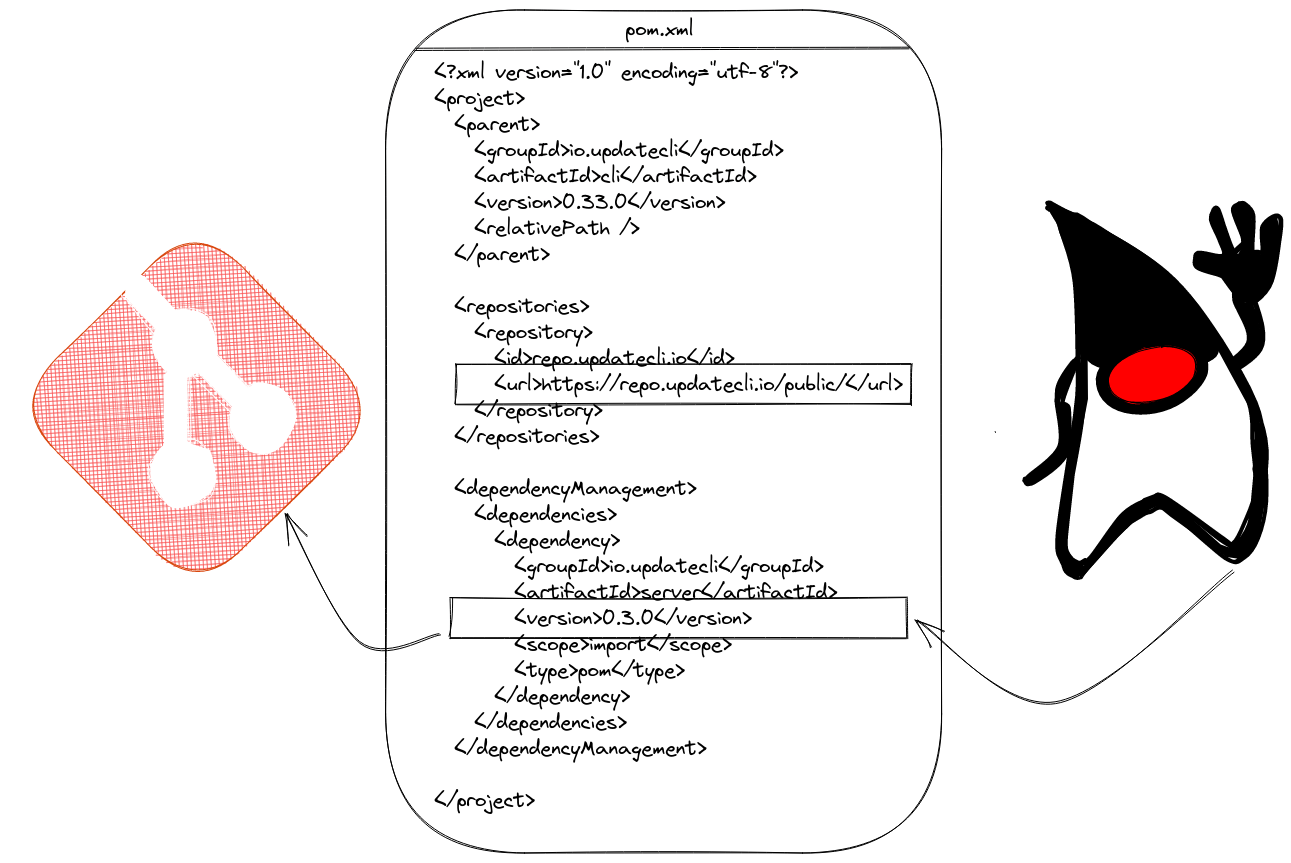 pom.xml
<?xml version="1.0" encoding="utf-8"?>
<project>
<parent>
<groupId>io.updatecli</groupId>
<artifactId>cli</artifactId>
<version>0.33.0</version>
<relativePath />
</parent>
<repositories>
<repository>
<id>repo.updatecli.io</id>
<url>https://repo.updatecli.io/public/</url>
</repository>
</repositories>
<dependencyManagement>
<dependencies>
<dependency>
<groupId>io.updatecli</groupId>
<artifactId>server</artifactId>
<version>0.3.0</version>
<scope>import</scope>
<type>pom</type>
</dependency>
</dependencies>
</dependencyManagement>
</project>